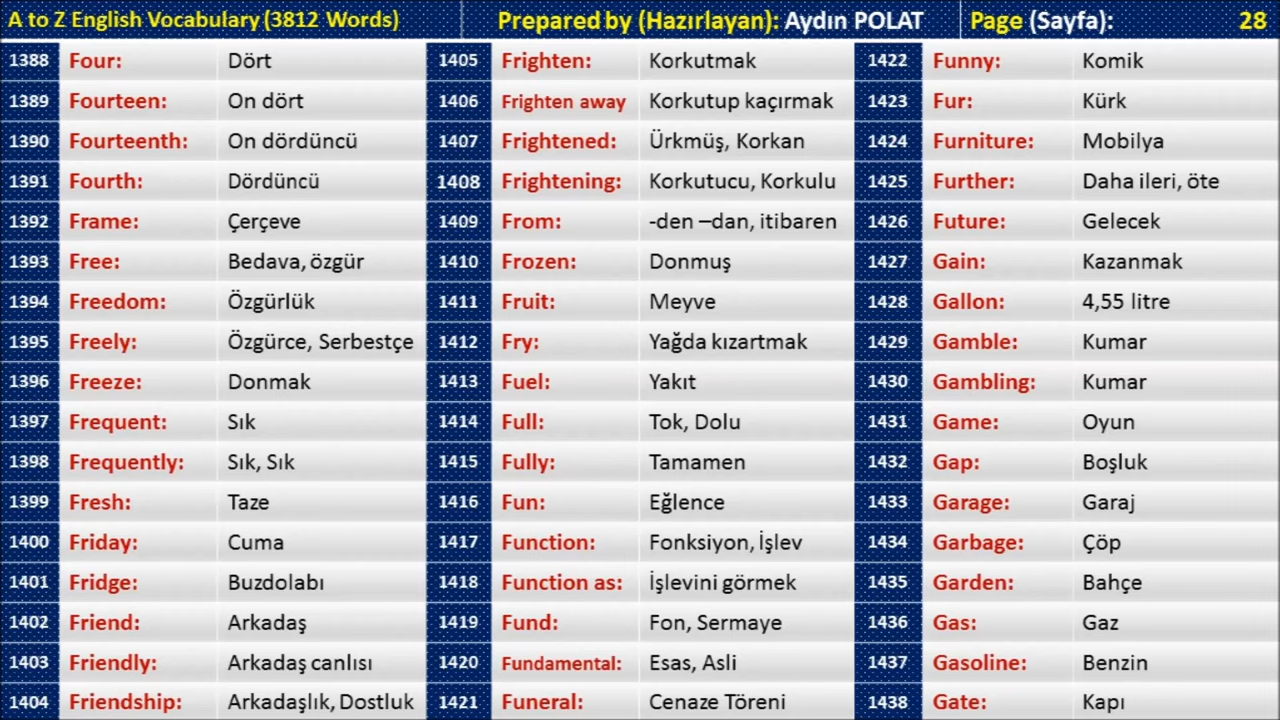 A to Z English Vocabulary (3812 Words) Prepared by (Hazırlayan): Aydın POLAT Page (Sayfa): 28
1388 Four: Dört 1405 Frighten: Korkutmak 1422 Funny: Komik
1389 Fourteen: On dört 1406 Frighten away Korkutup kaçırmak 1423 Fur: Kürk
1390 Fourteenth: On dördüncü 1407 Frightened: Ürkmüş, Korkan 1424 Furniture: Mobilya
1391 Fourth: Dördüncü 1408 Frightening: Korkutucu, Korkulu 1425 Further: Daha ileri, öte
1392 Frame: Çerçeve 1409 From: -den –dan, itibaren 1426 Future: Gelecek
1393 Free: Bedava, özgür 1410 Frozen: Donmuş 1427 Gain: Kazanmak
1394 Freedom: Özgürlük 1411 Fruit: Meyve 1428 Gallon: 4,55 litre
1395 Freely: Özgürce, Serbestçe 1412 Fry: Yağda kızartmak 1429 Gamble: Kumar
1396 Freeze: Donmak 1413 Fuel: Yakıt 1430 Gambling: Kumar
1397 Frequent: Sık 1414 Full: Tok, Dolu 1431 Game: Oyun
1398 Frequently: Sık, Sık 1415 Fully: Tamamen 1432 Gap: Boşluk
1399 Fresh: Taze 1416 Fun: Eğlence 1433 Garage: Garaj
1400 Friday: Cuma 1417 Function: Fonksiyon, İşlev 1434 Garbage: Çöp
1401 Fridge: Buzdolabı 1418 Function as: İşlevini görmek 1435 Garden: Bahçe
1402 Friend: Arkadaş 1419 Fund: Fon, Sermaye 1436 Gas: Gaz
1403 Friendly: Arkadaş canlısı 1420 Fundamental: Esas, Asli 1437 Gasoline: Benzin
1404 Friendship: Arkadaşlık, Dostluk 1421 Funeral: Cenaze Töreni 1438 Gate: Kapı